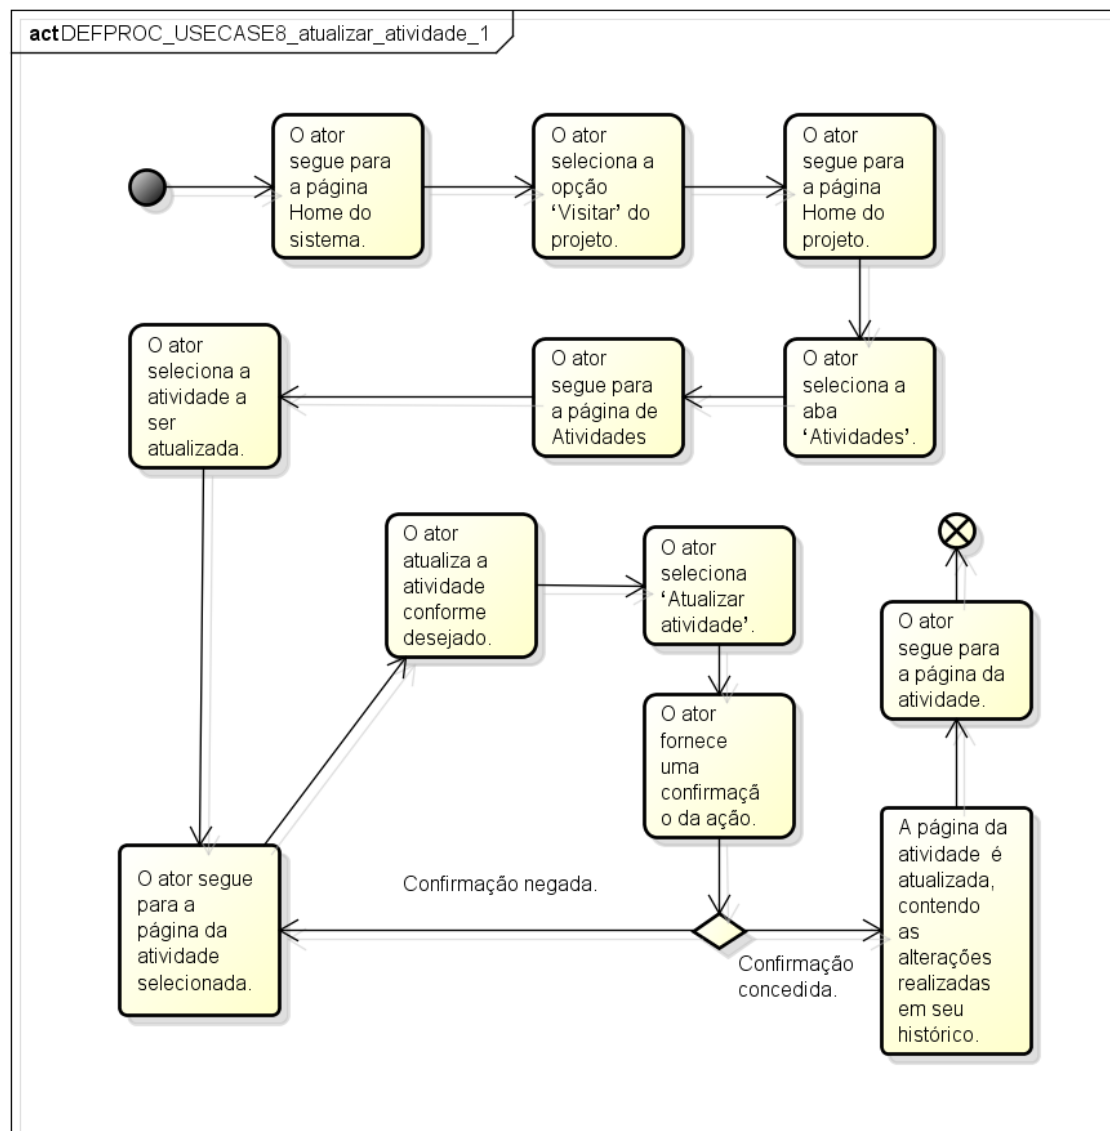 act DEFPROC_USECASE8_atualizar_atividade_1
O ator
segue para
a página
Home do
sistema.
O ator
seleciona a
opção
‘Visitar’ do
projeto.
O ator
segue para
a página
Home do
projeto.
O ator
seleciona a
atividade a
ser
atualizada.
O ator
segue para
a página de
Atividades
O ator
seleciona a
aba
‘Atividades’.
O ator
atualiza a
atividade
conforme
desejado.
O ator
seleciona
‘Atualizar
atividade’.
O ator
segue para
a página da
atividade.
O ator
fornece
uma
confirmaçã
o da ação.
A página da
atividade é
atualizada,
contendo
as
alterações
realizadas
em seu
histórico.
O ator segue
para a
página da
atividade
selecionada.
Confirmação negada.
Confirmação
concedida.